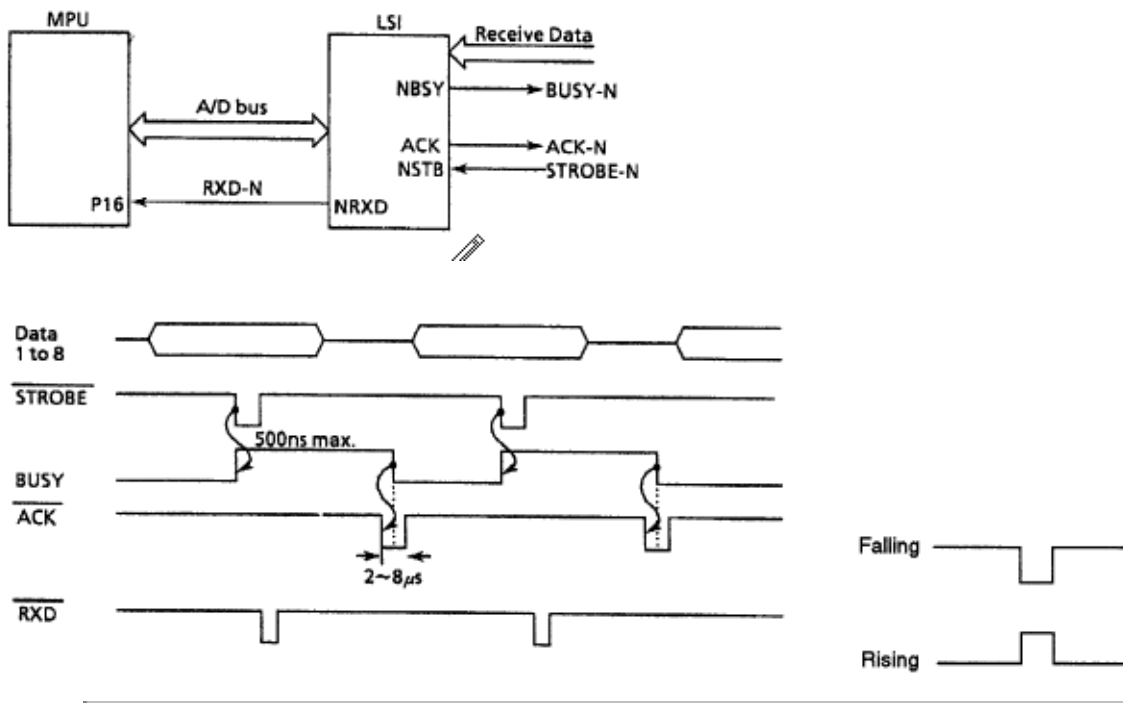 MPU
LSI
Receive Data
NBSY
BUSY-N
A/D bus
ACK
ACK-N
NSTB
STROBE-N
RXD-N
P16
NRXD
Data
1 to 8
STROBE
500ns max.
BUSY
ACK
2~8μs
RXD
Falling
Rising